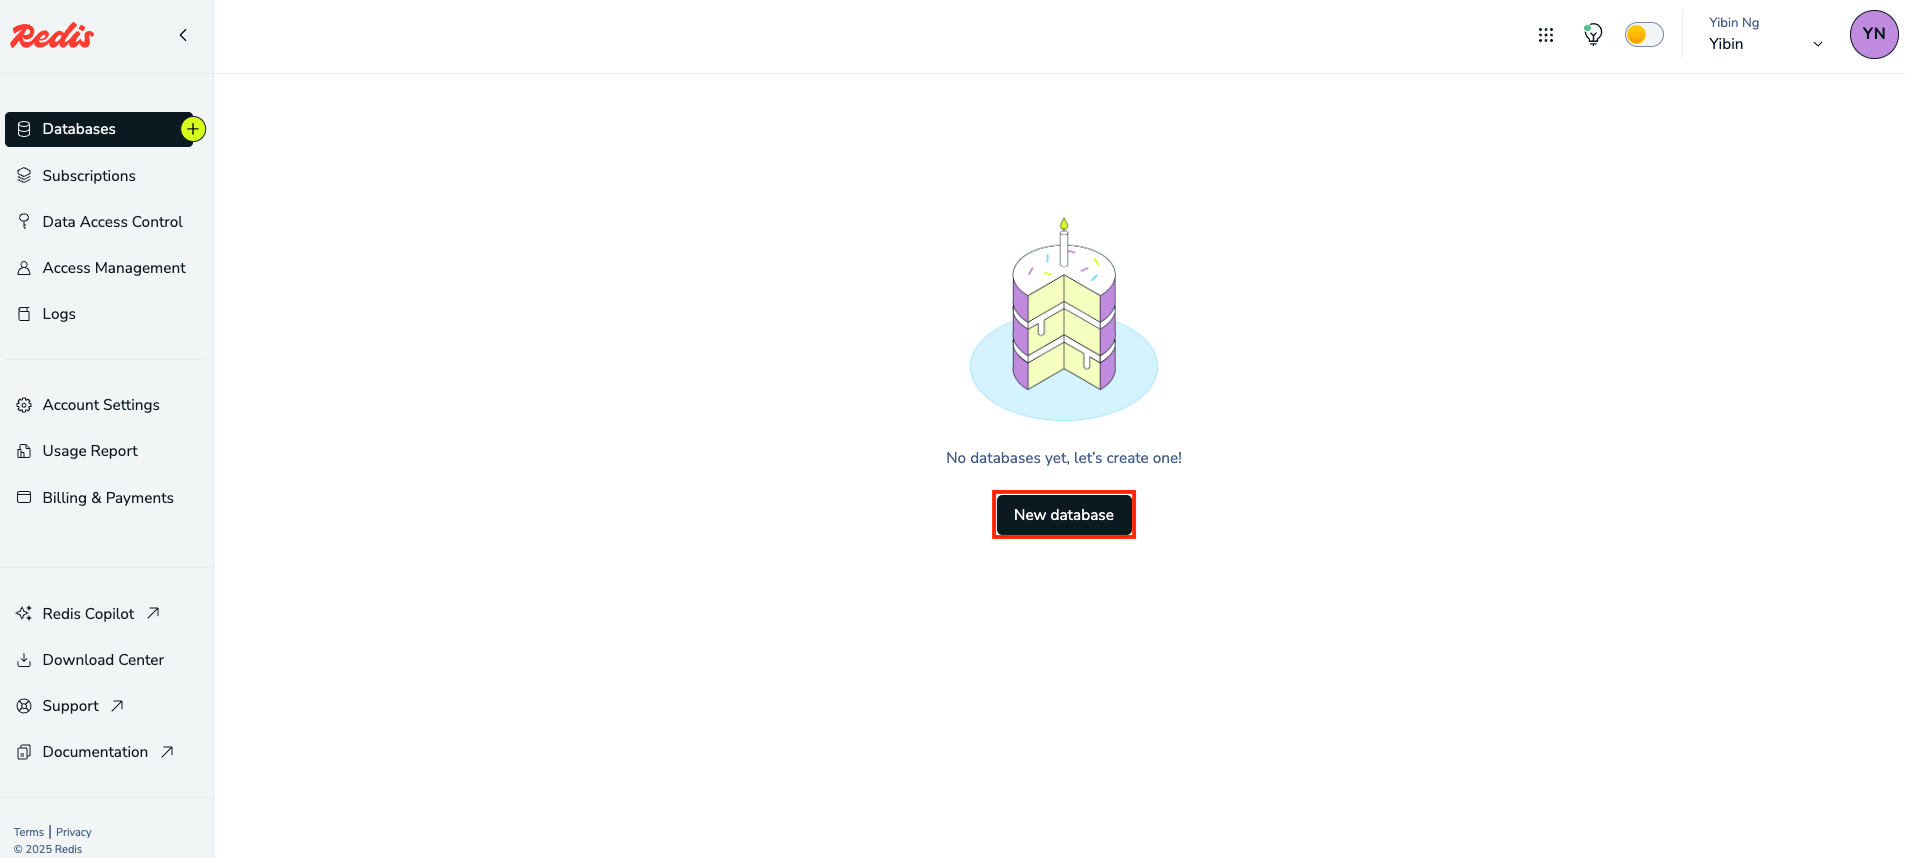 Redis
Yibin Ng
Yibin
YN
Databases
Subscriptions
Data Access Control
Access Management
Logs
Account Settings
Usage Report
Billing & Payments
Redis Copilot
Download Center
Support
Documentation
Terms | Privacy
© 2025 Redis
No databases yet, let's create one!
New database